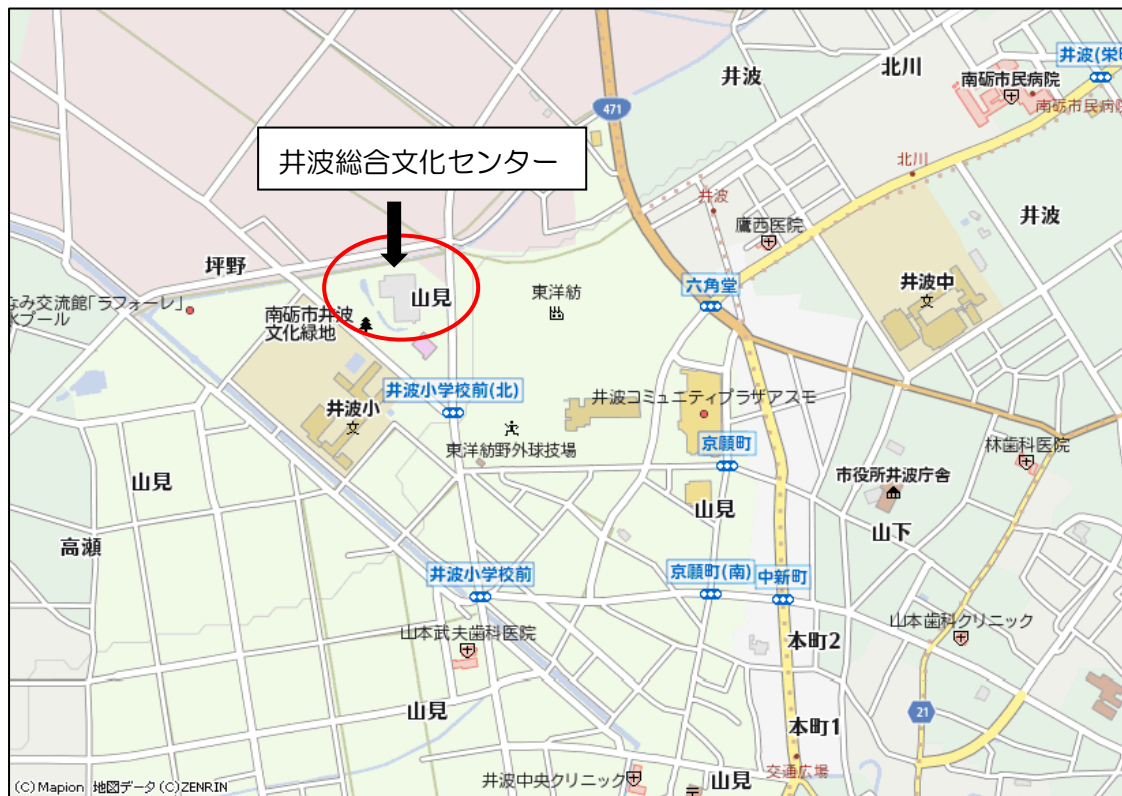 井波
北川
井波(栄町
南砺市民病院
南砺市民病院
471
井波総合文化センター
北川
井波
鷹西医院
井波
坪野
なみ交流館「ラフォーレ」
プール
山見
東洋紡
六角堂
井波中
南砺市井波
文化緑地
井波小学校前(北)
井波コミュニティプラザアスモ
井波小
東洋紡野外球技場
京願町
林歯科医院
市役所井波庁舎
山見
山見
山下
高瀬
井波小学校前
京願町(南)
中新町
山本武夫歯科医院
山本歯科クリニック
本町2
山見
21
本町1
交通広場
井波中央クリニック
山見
(C)Mapion 地図データ(C)ZENRIN